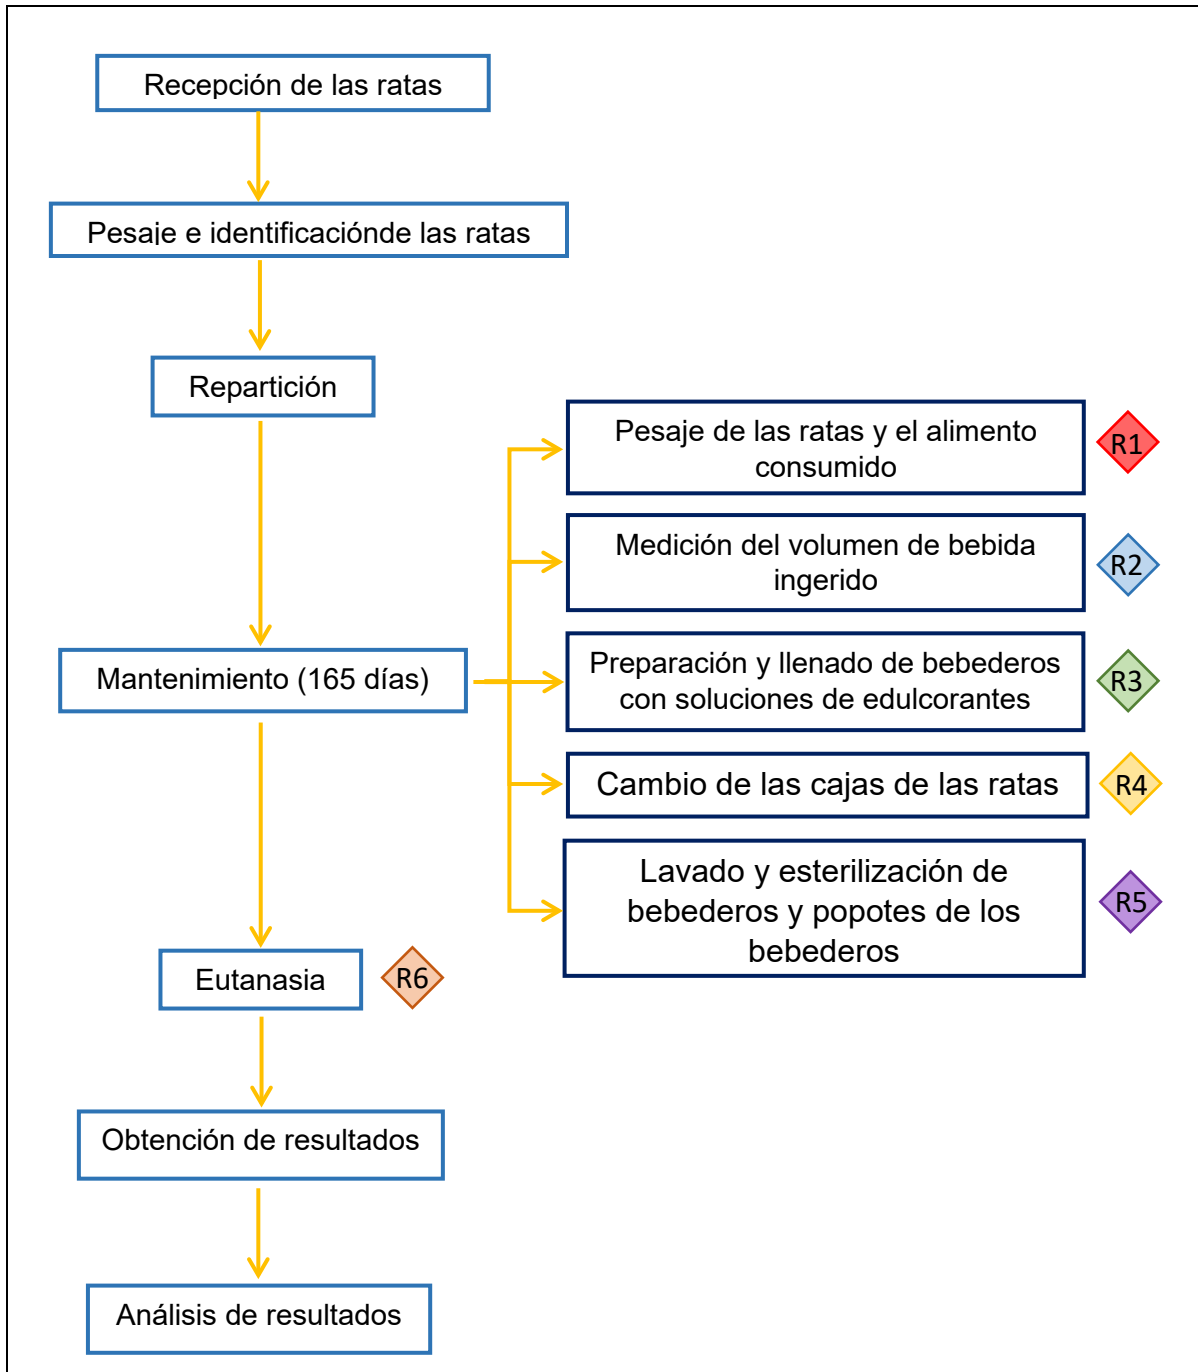 Recepción de las ratas
Pesaje e identificaciónde las ratas
Repartición
Mantenimiento (165 días)
Pesaje de las ratas y el alimento
consumido
R1
Medición del volumen de bebida
ingerido
R2
Preparación y llenado de bebederos
con soluciones de edulcorantes
R3
Cambio de las cajas de las ratas
R4
Lavado y esterilización de
bebederos y popotes de los
bebederos
R5
Eutanasia
R6
Obtención de resultados
Análisis de resultados